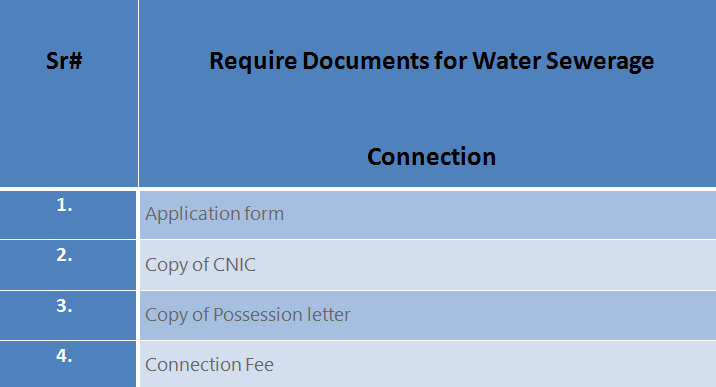 Sr#
Require Documents for Water Sewerage
Connection
1.
Application form
2.
Copy of CNIC
3.
Copy of Possession letter
4.
Connection Fee